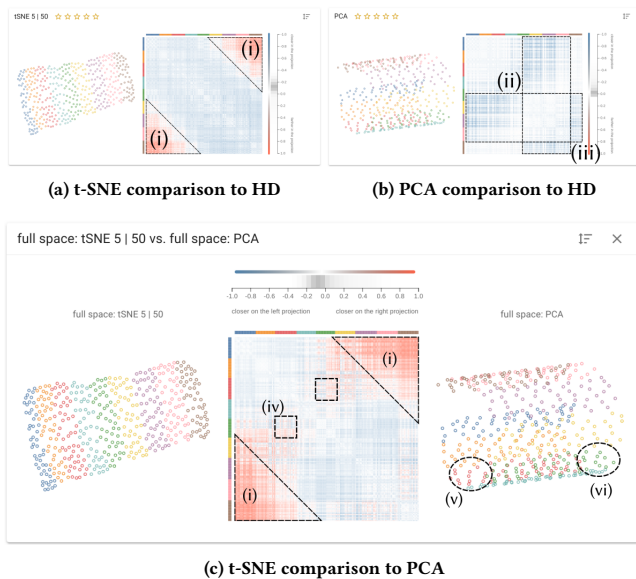 tSNE 5 | 50
PCA
(i)
(i)
(ii)
(iii)
(a) t-SNE comparison to HD
(b) PCA comparison to HD
full space: tSNE 5 | 50 vs. full space: PCA
-1.0 -0.8 -0.6 -0.4 -0.2 0.0 0.2 0.4 0.6 0.8 1.0
closer on the left projection
closer on the right projection
full space: tSNE 5 | 50
full space: PCA
(i)
(iv)
(i)
(v)
(vi)
(c) t-SNE comparison to PCA